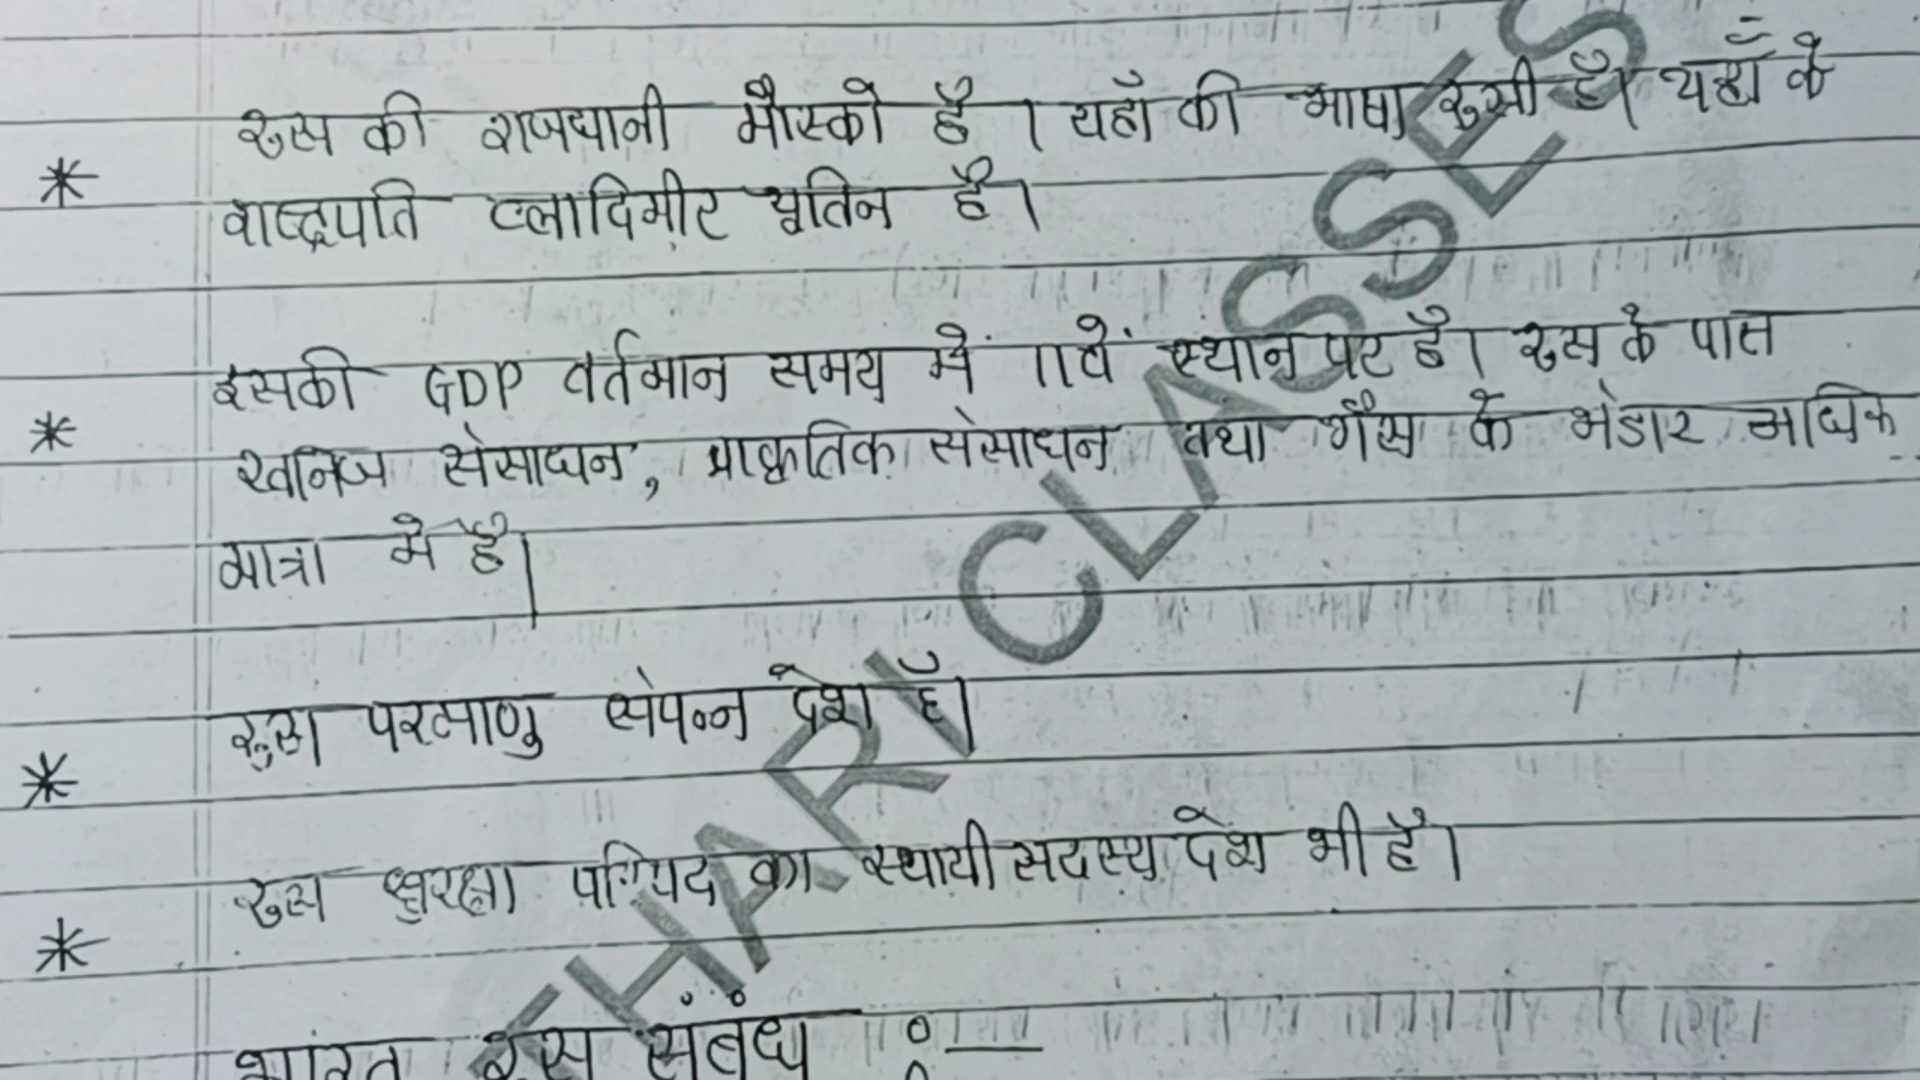 * रुस की राजधानी मौस्को है । यहाँ की भाषा रुसी है। यहाँ के
राष्ट्रपति व्लादिमीर पूतिन है।
* इसकी GDP वर्तमान समय में 11वें स्थान पर है। रुस के पास
खनिज संसाधन, प्राकृतिक संसाधन तथा गैस के भंडार अधिक
मात्रा में है।
* रुस परमाणु संपन्न देश है।
* रुस सुरक्षा परिषद का स्थायी सदस्य देश भी है।
भारत रुस संबंध :—
HARI CLASSES